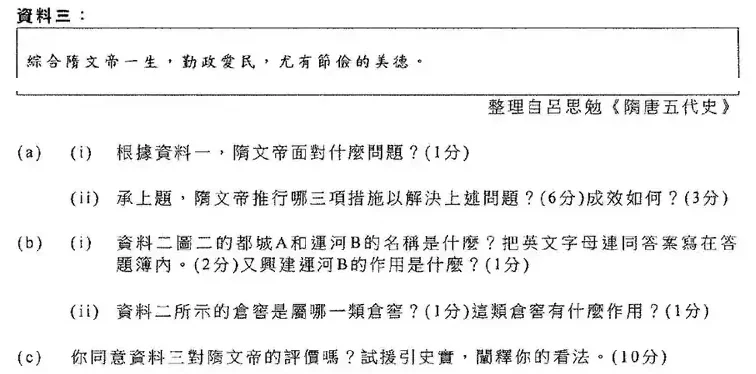 資料三：
綜合隋文帝一生，勤政愛民，尤有節儉的美德。
整理自呂思勉《隋唐五代史》
(a) (i) 根據資料一，隋文帝面對什麼問題？(1分)
(ii) 承上題，隋文帝推行哪三項措施以解決上述問題？(6分)成效如何？(3分)
(b) (i) 資料二圖二的都城A和運河B的名稱是什麼？把英文字母連同答案寫在答
題簿內。(2分)又興建運河B的作用是什麼？(1分)
(ii) 資料二所示的倉窖是屬哪一類倉窖？(1分)這類倉窖有什麼作用？(1分)
(c) 你同意資料三對隋文帝的評價嗎？試援引史實，闡釋你的看法。(10分)